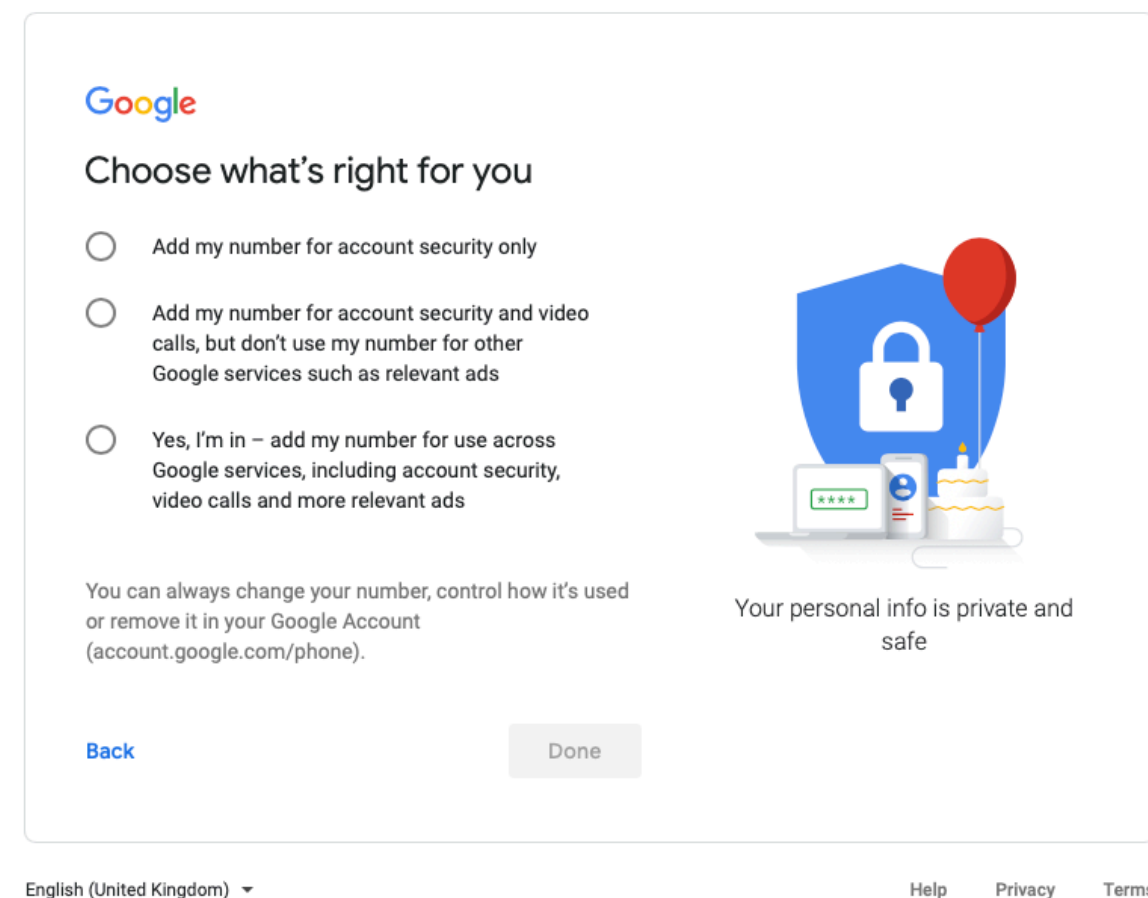 Google
Choose what's right for you
Add my number for account security only
Add my number for account security and video
calls, but don't use my number for other
Google services such as relevant ads
Yes, I'm in – add my number for use across
Google services, including account security,
video calls and more relevant ads
You can always change your number, control how it's used
or remove it in your Google Account
(account.google.com/phone).
Back
Done
****
Your personal info is private and
safe
English (United Kingdom)
Help
Privacy
Terms